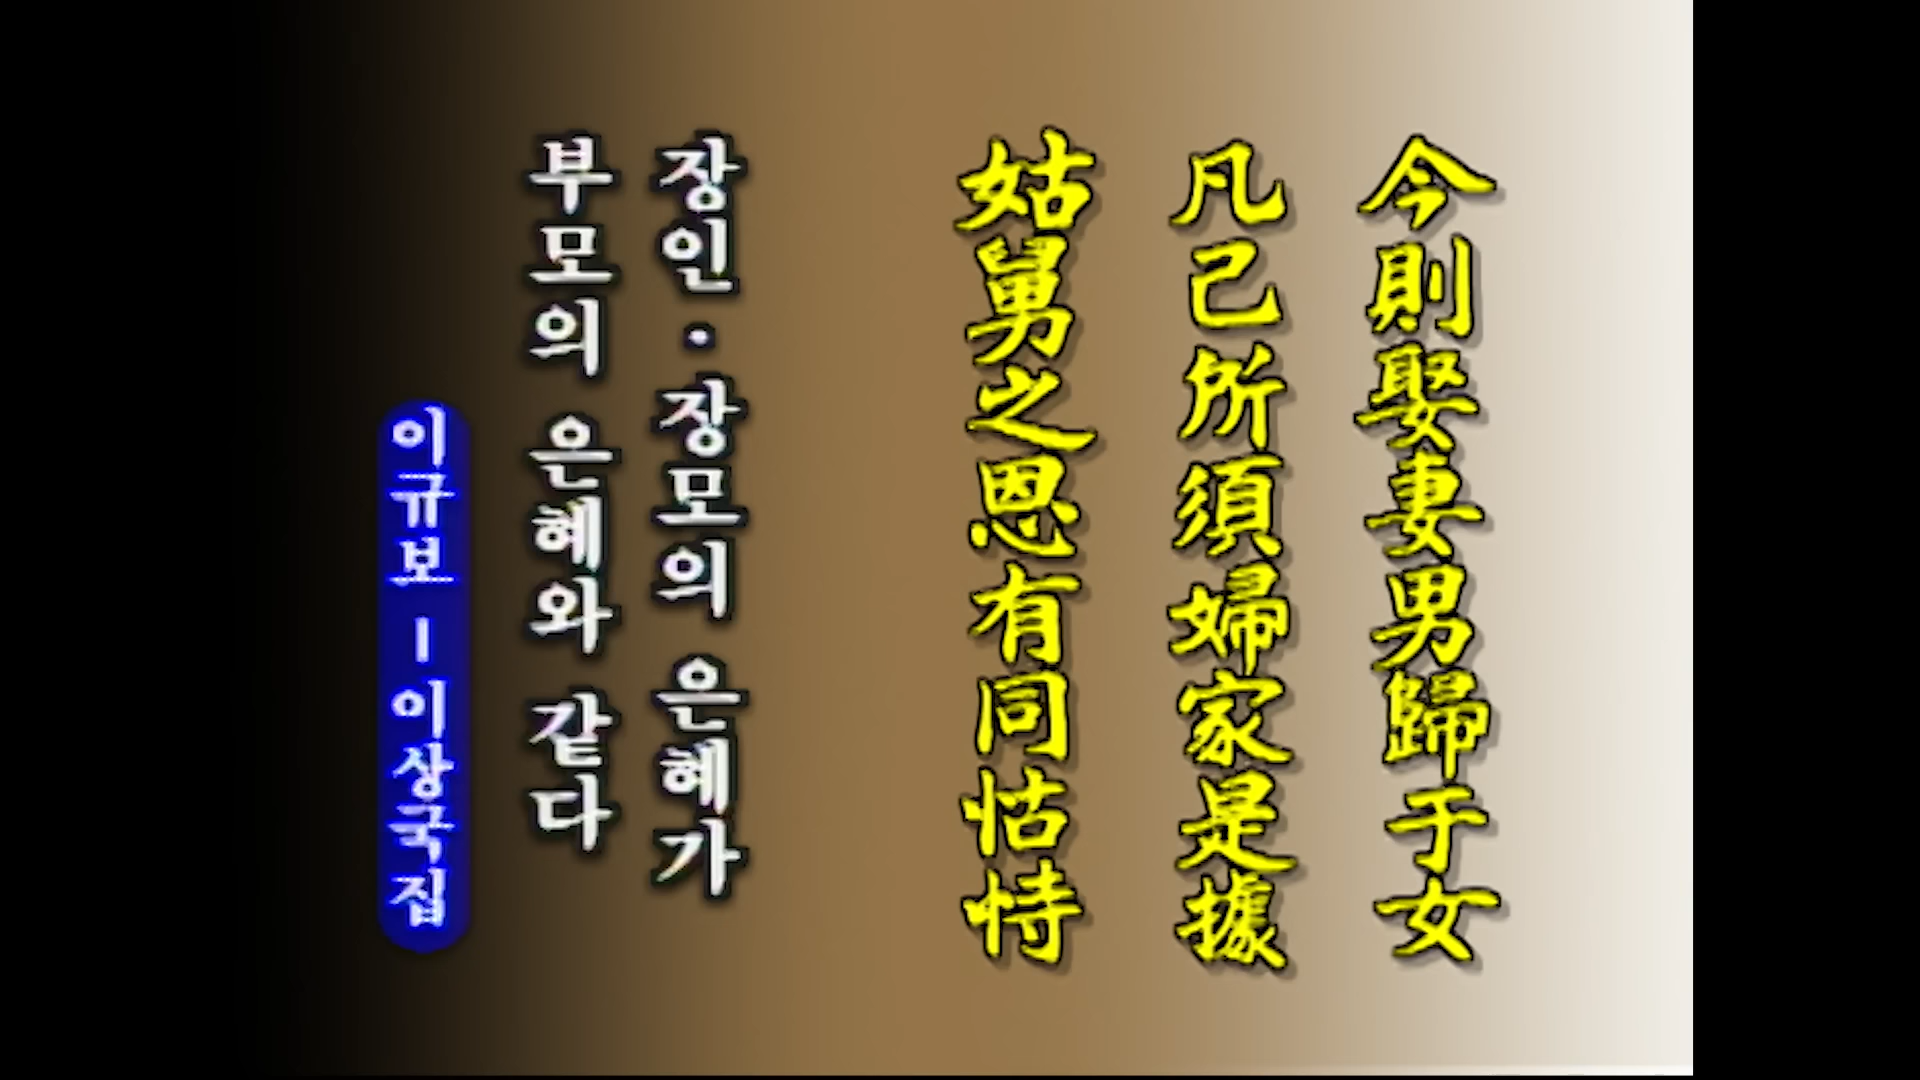 今則娶妻男歸于女
凡己所須婦家是據
姑舅之恩有同怙恃
장인·장모의 은혜가
부모의 은혜와 같다
이규보 - 이상국집